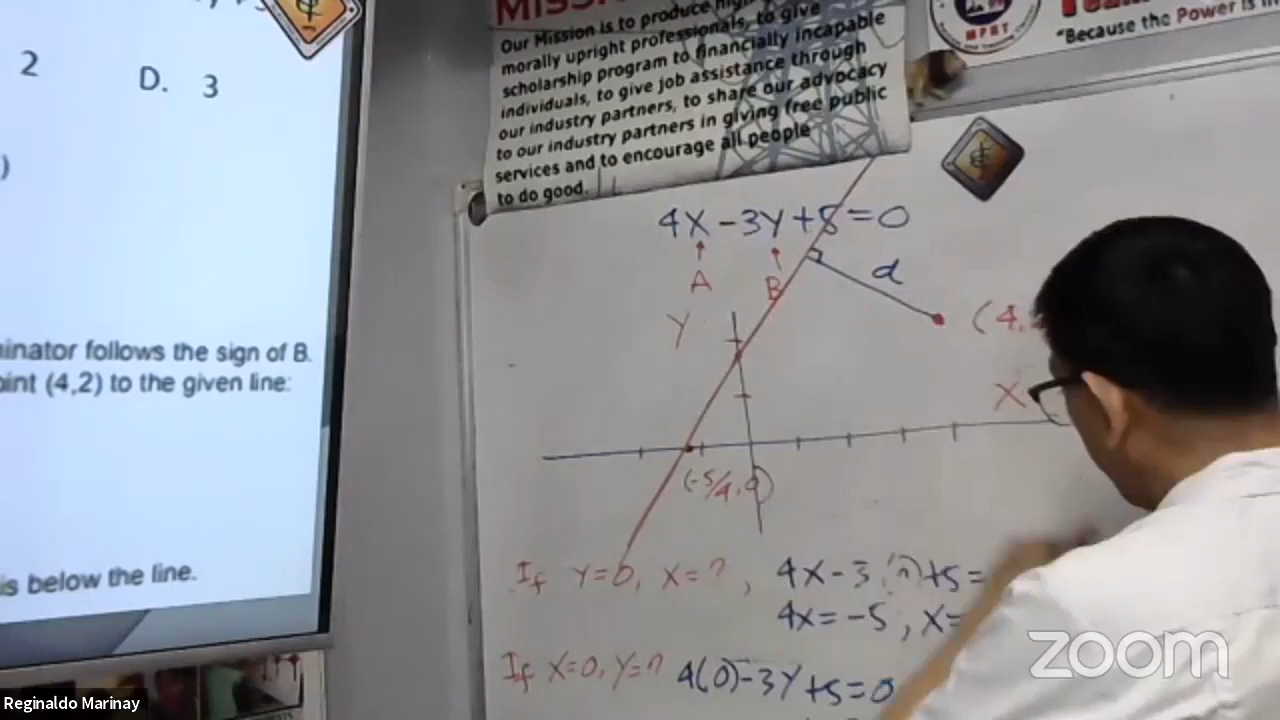 2
D. 3
)
inator follows the sign of B.
oint (4,2) to the given line:
is below the line.
MISSI
Our Mission is to produce
morally upright professionals, to give
scholarship program to financially incapable
individuals, to give job assistance through
our industry partners, to share our advocacy
to our industry partners in giving free public
services and to encourage all people
to do good.
MPBT
"Because the Power is
4X-3Y+5=0
A
B
d
Y
(4,
X
(-5/4,0)
If Y=0, X=?, 4X-3(0)+5=
4X=-5, X=
If X=0, Y=? 4(0)-3Y+5=0
zoom
Reginaldo Marinay